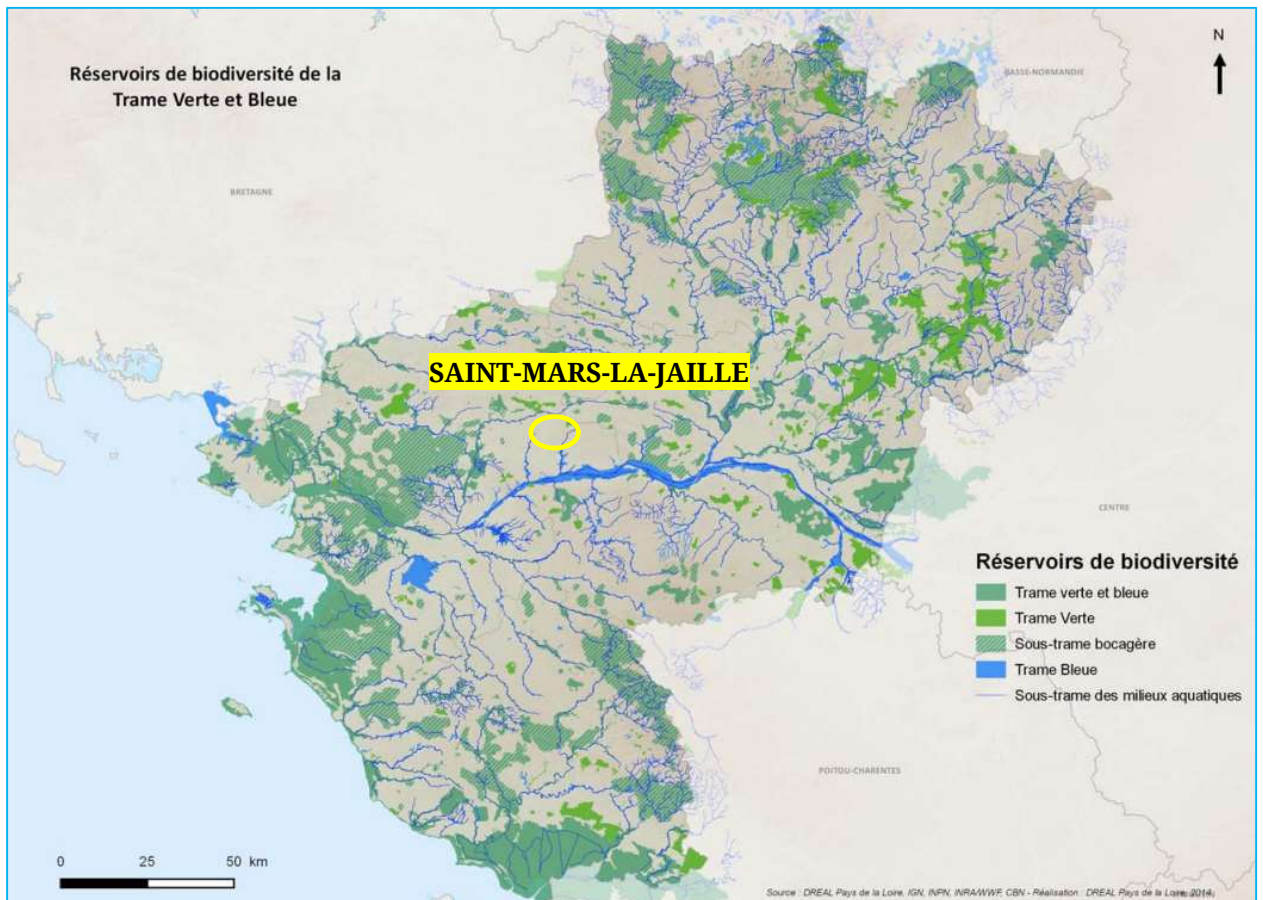 Réservoirs de biodiversité de la
Trame Verte et Bleue
N
BASSE-NORMANDIE
BRETAGNE
SAINT-MARS-LA-JAILLE
CENTRE
Réservoirs de biodiversité
Trame verte et bleue
Trame Verte
Sous-trame bocagère
Trame Bleue
Sous-trame des milieux aquatiques
POITOU-CHARENTES
0 25 50 km
Source : DREAL Pays de la Loire, IGN, INPN, INRA/WWF, CBN - Réalisation : DREAL Pays de la Loire, 2014